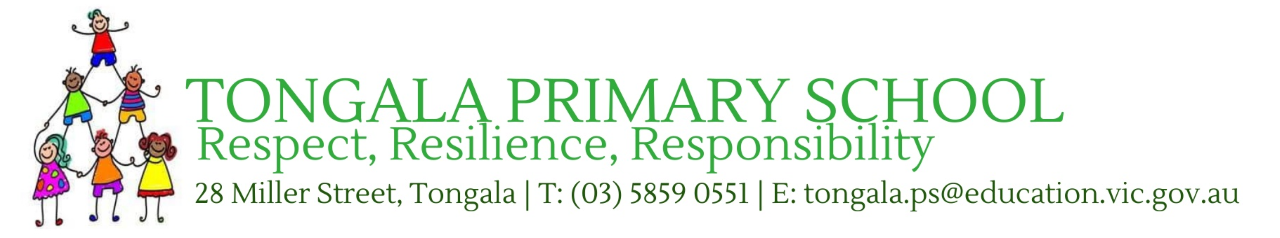 TONGALA PRIMARY SCHOOL
Respect, Resilience, Responsibility
28 Miller Street, Tongala | T: (03) 5859 0551 | E: tongala.ps@education.vic.gov.au